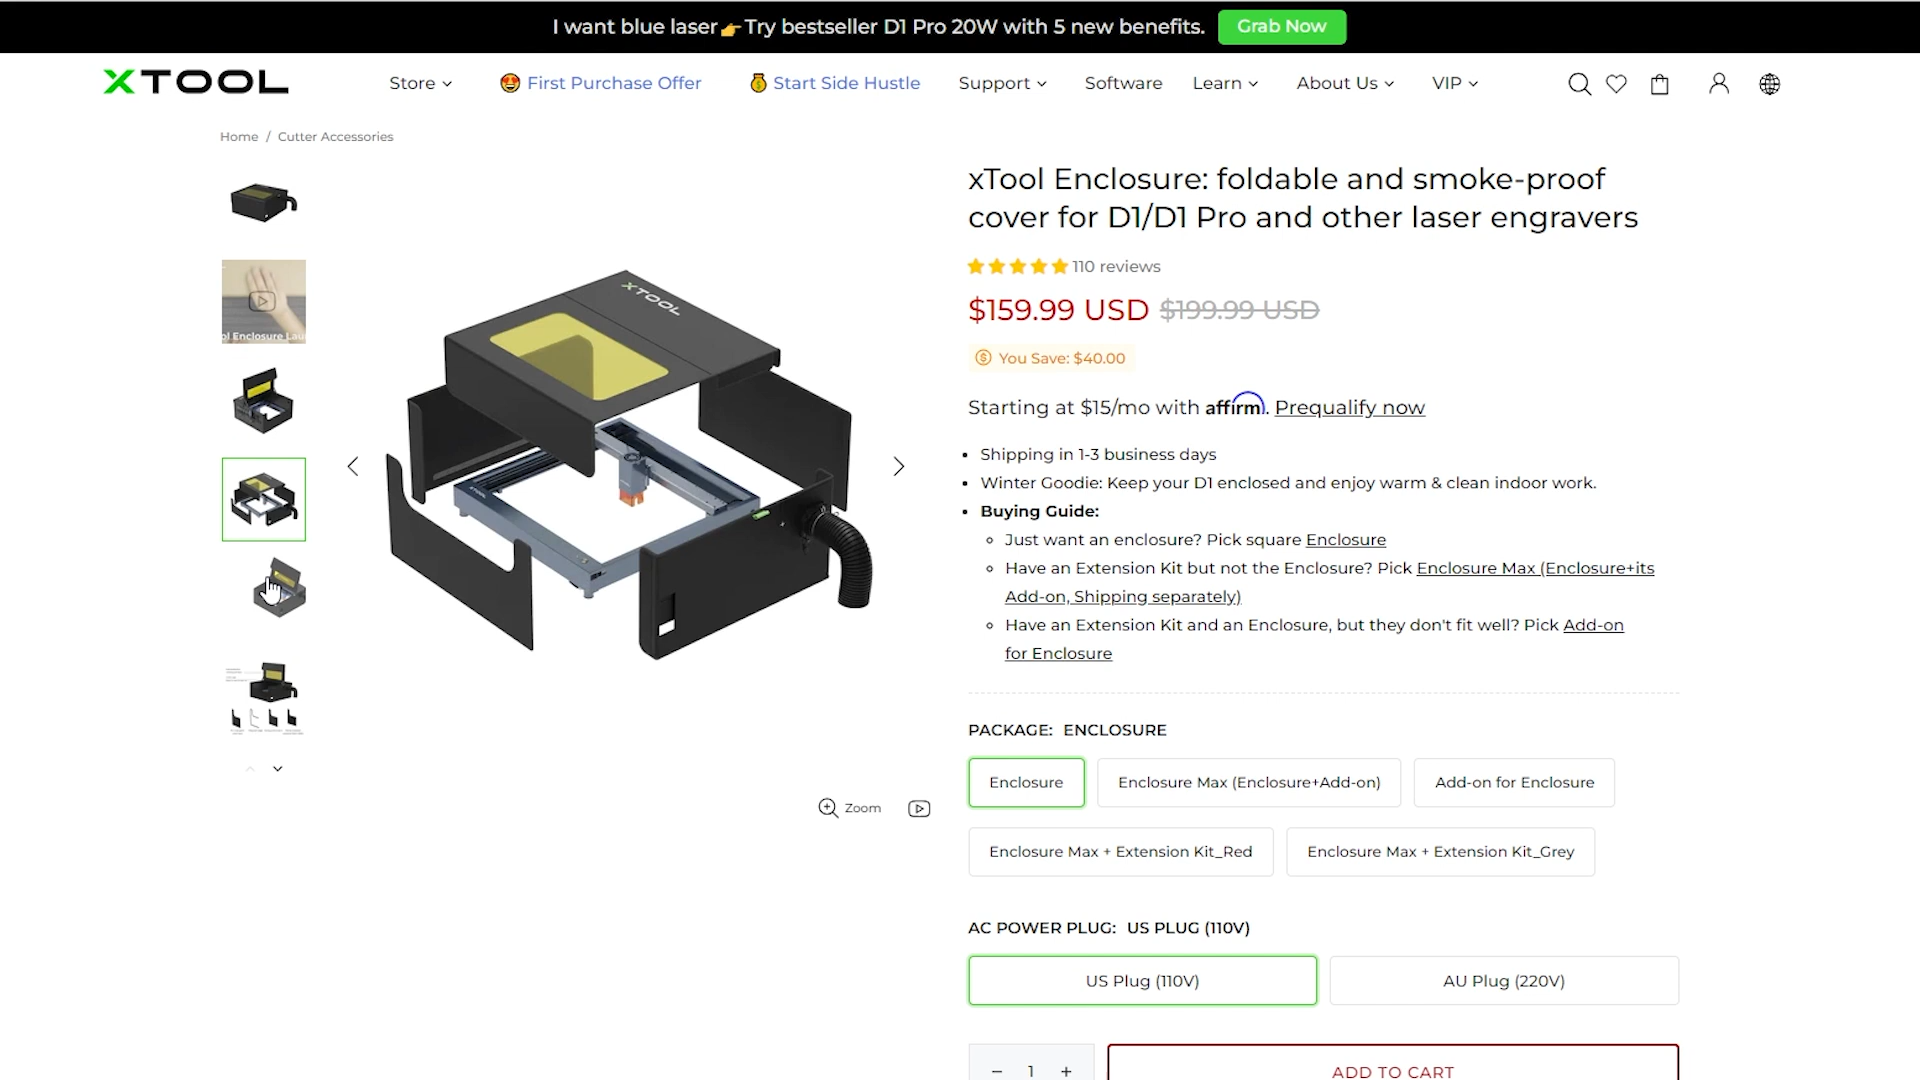 I want blue laser👉Try bestseller D1 Pro 20W with 5 new benefits. Grab Now
XTOOL Store 🤩 First Purchase Offer 💰 Start Side Hustle Support Software Learn About Us VIP
Home / Cutter Accessories
xTool Enclosure: foldable and smoke-proof
cover for D1/D1 Pro and other laser engravers
110 reviews
$159.99 USD $199.99 USD
You Save: $40.00
Starting at $15/mo with affirm. Prequalify now
• Shipping in 1-3 business days
• Winter Goodie: Keep your D1 enclosed and enjoy warm & clean indoor work.
• Buying Guide:
Just want an enclosure? Pick square Enclosure
Have an Extension Kit but not the Enclosure? Pick Enclosure Max (Enclosure+its
Add-on, Shipping separately)
Have an Extension Kit and an Enclosure, but they don't fit well? Pick Add-on
for Enclosure
XTOOL
ol Enclosure Lau
Zoom
PACKAGE: ENCLOSURE
Enclosure Enclosure Max (Enclosure+Add-on) Add-on for Enclosure
Enclosure Max + Extension Kit_Red Enclosure Max + Extension Kit_Grey
AC POWER PLUG: US PLUG (110V)
US Plug (110V) AU Plug (220V)
− 1 + ADD TO CART